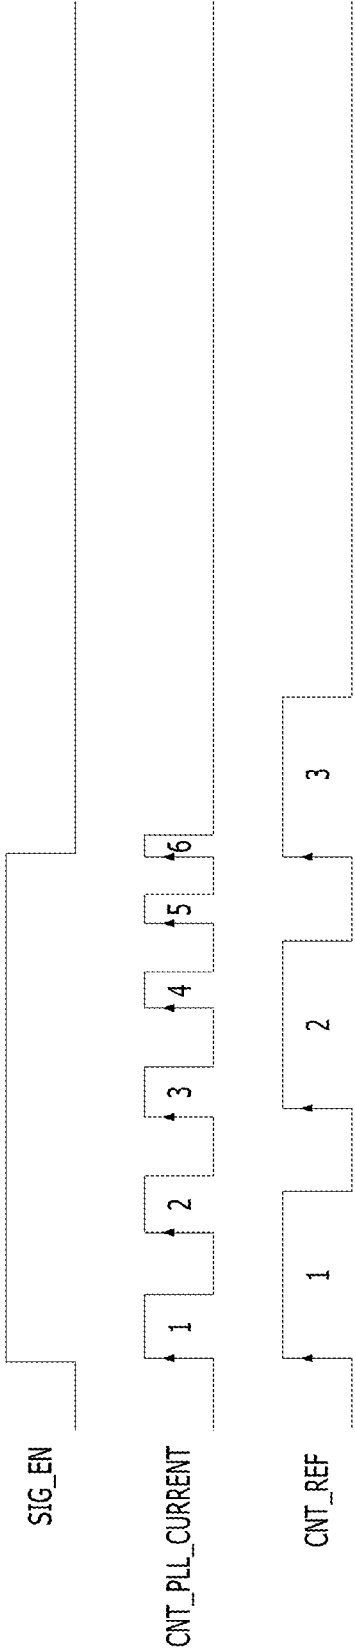 SIG_EN
CNT_PLL_CURRENT
1 2 3 4 5 6
CNT_REF
1 2 3